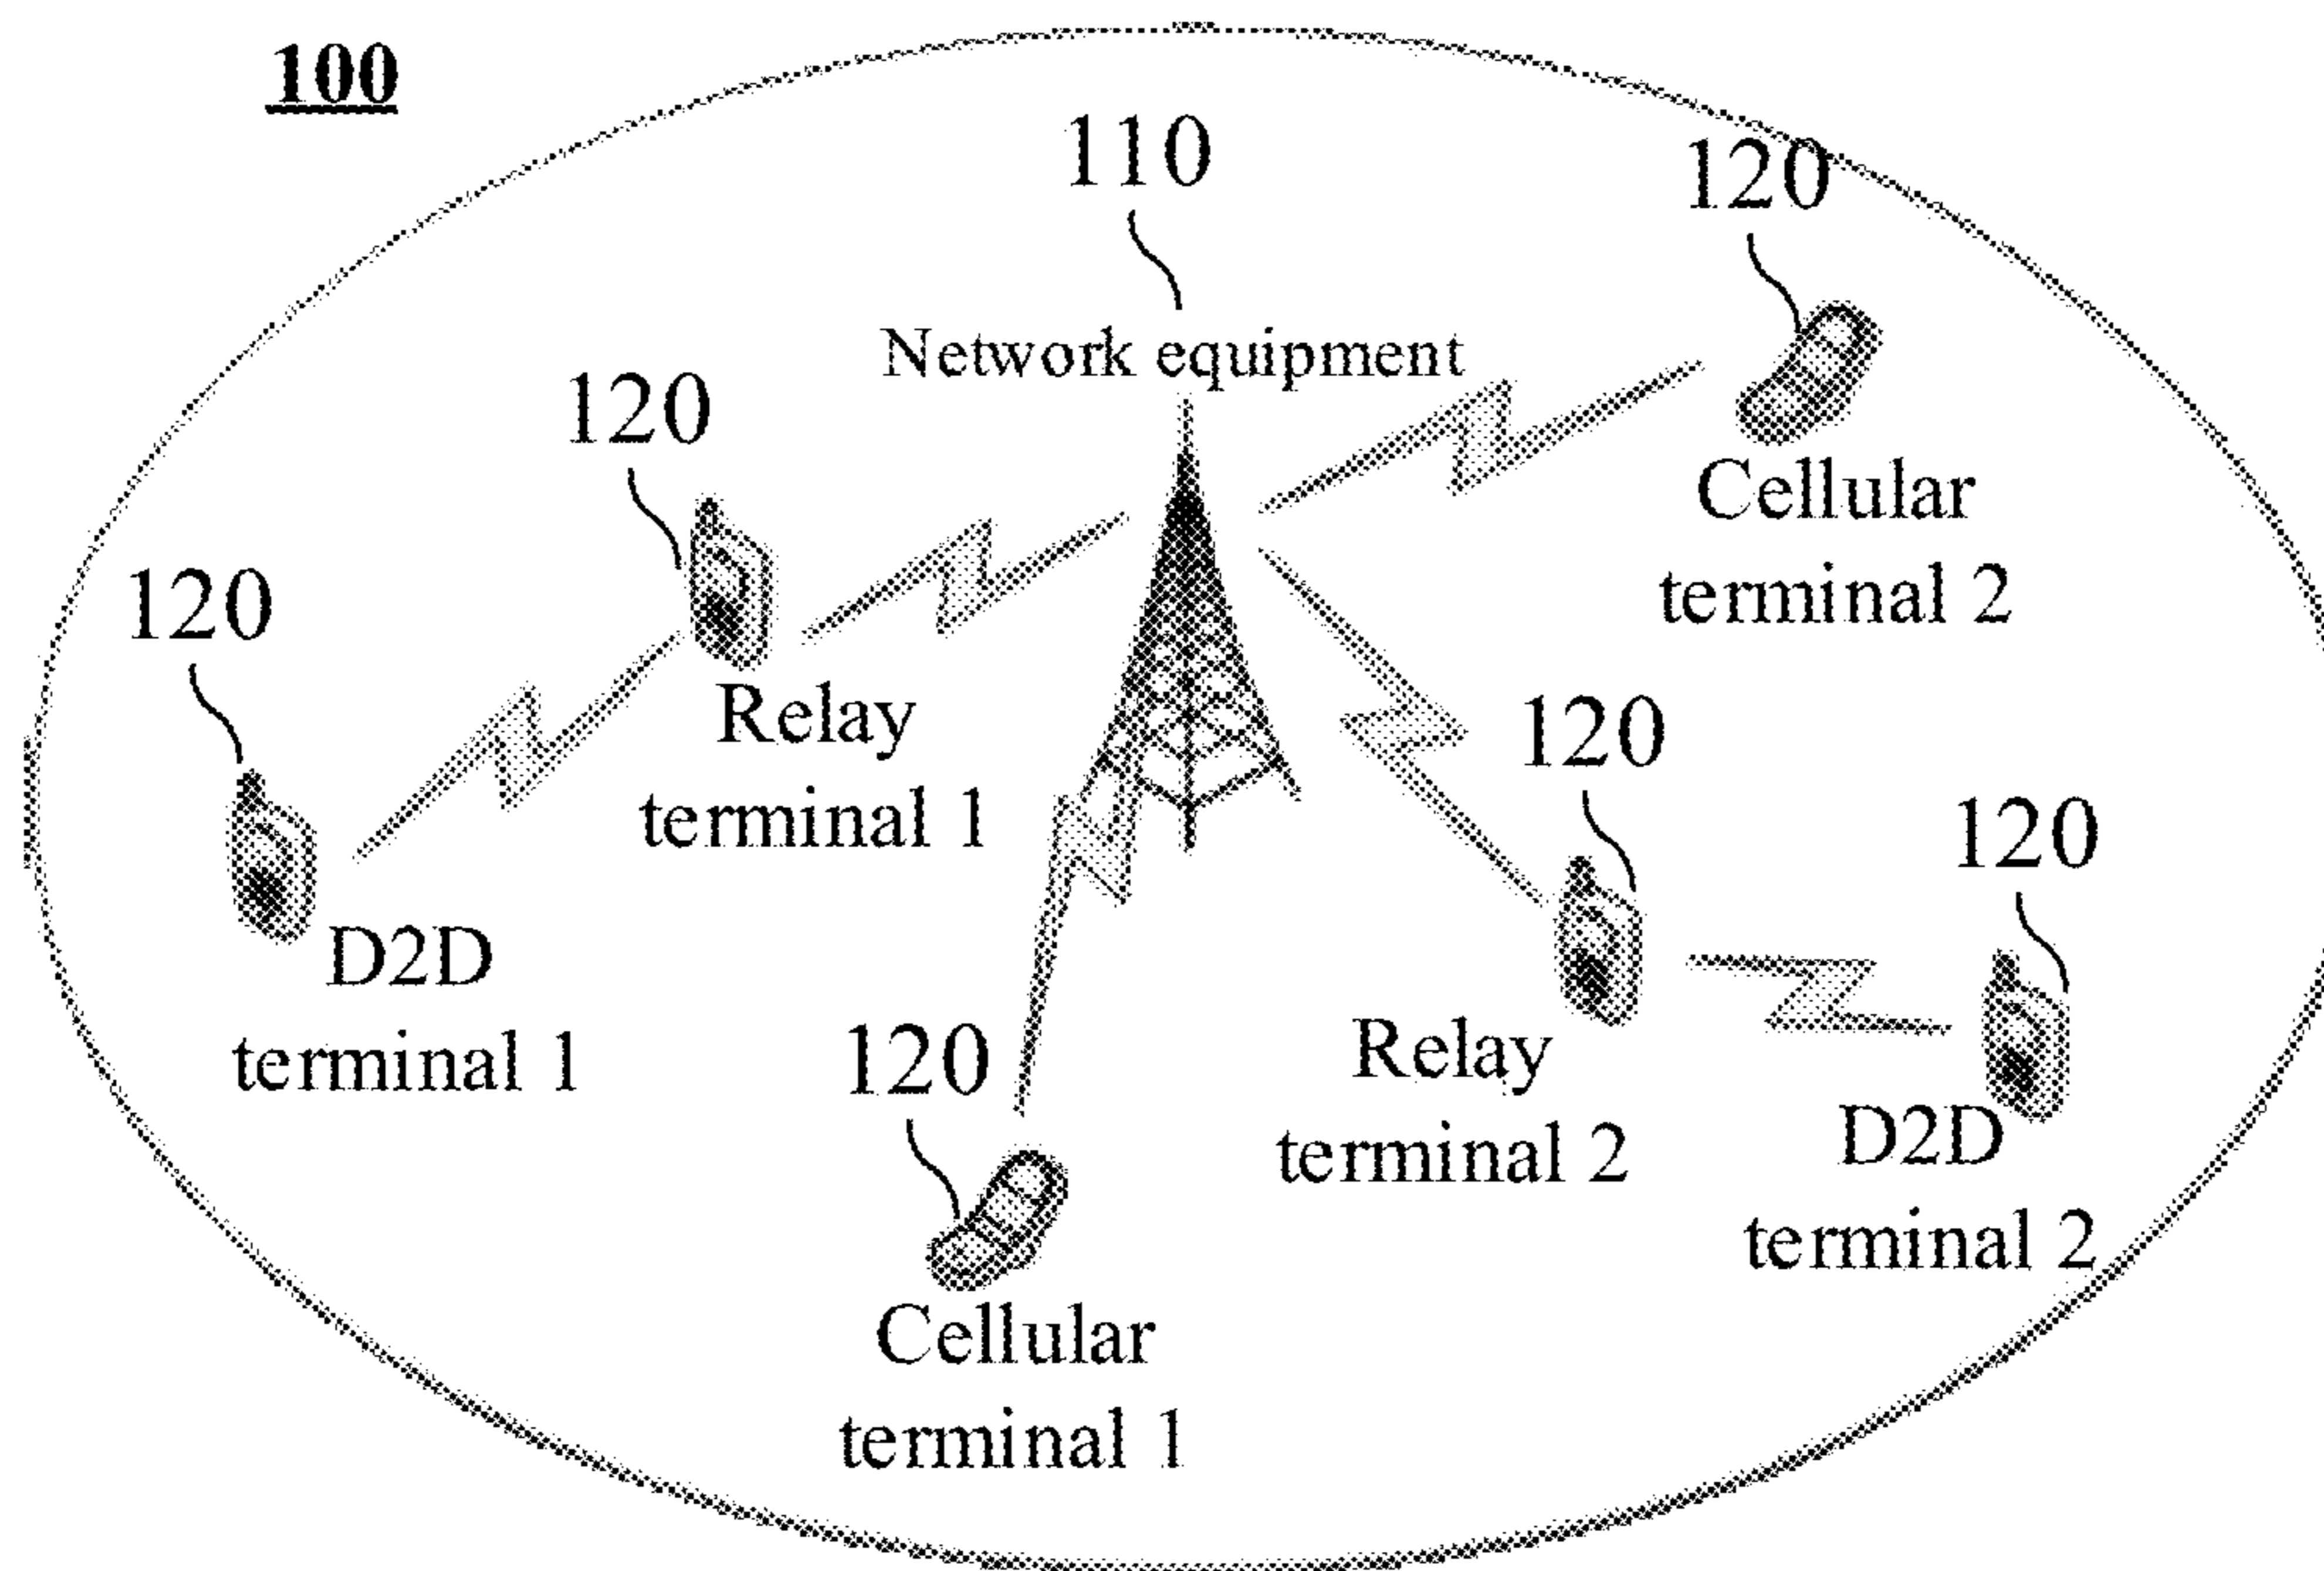 100
110
120
Network equipment
120
Cellular
terminal 2
120
Relay
terminal 1
120
D2D
terminal 1
120
Relay
terminal 2
120
D2D
terminal 2
120
Cellular
terminal 1